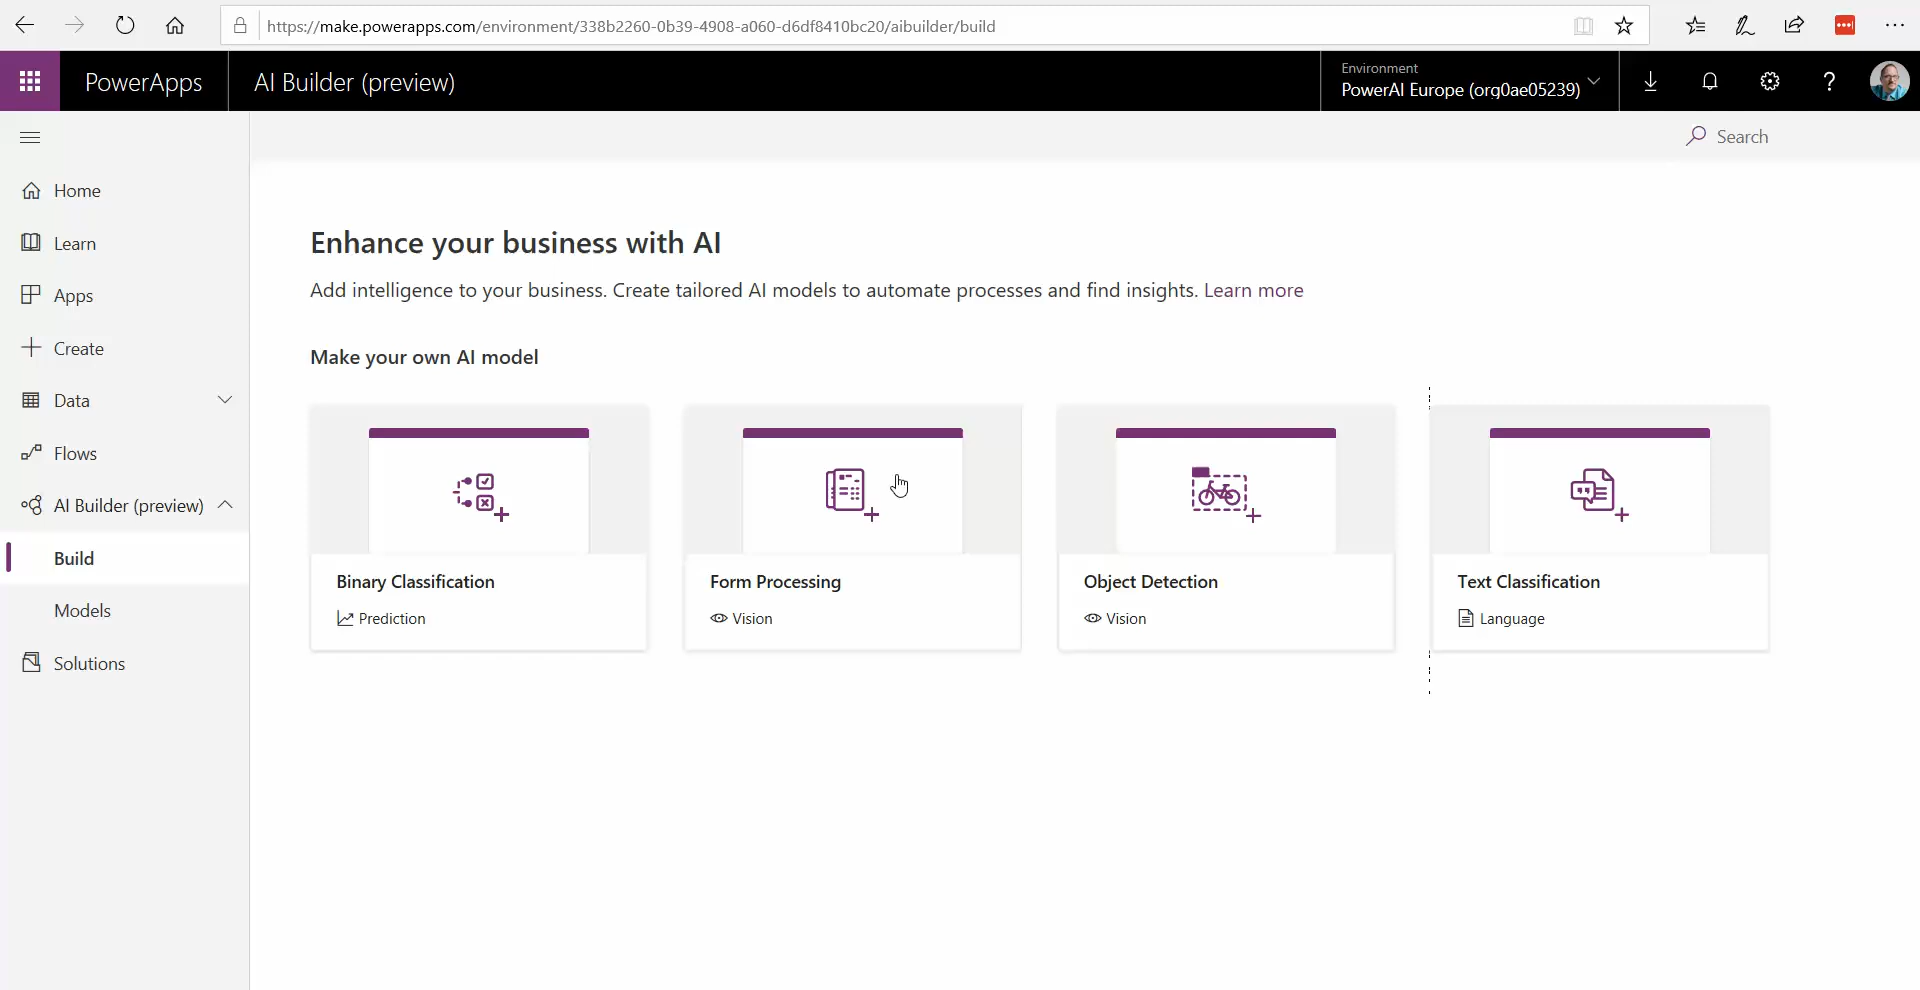 https://make.powerapps.com/environment/338b2260-0b39-4908-a060-d6df8410bc20/aibuilder/build
PowerApps
AI Builder (preview)
Environment
PowerAI Europe (org0ae05239)
Search
Home
Learn
Apps
Create
Data
Flows
AI Builder (preview)
Build
Models
Solutions
Enhance your business with AI
Add intelligence to your business. Create tailored AI models to automate processes and find insights. Learn more
Make your own AI model
Binary Classification
Prediction
Form Processing
Vision
Object Detection
Vision
Text Classification
Language